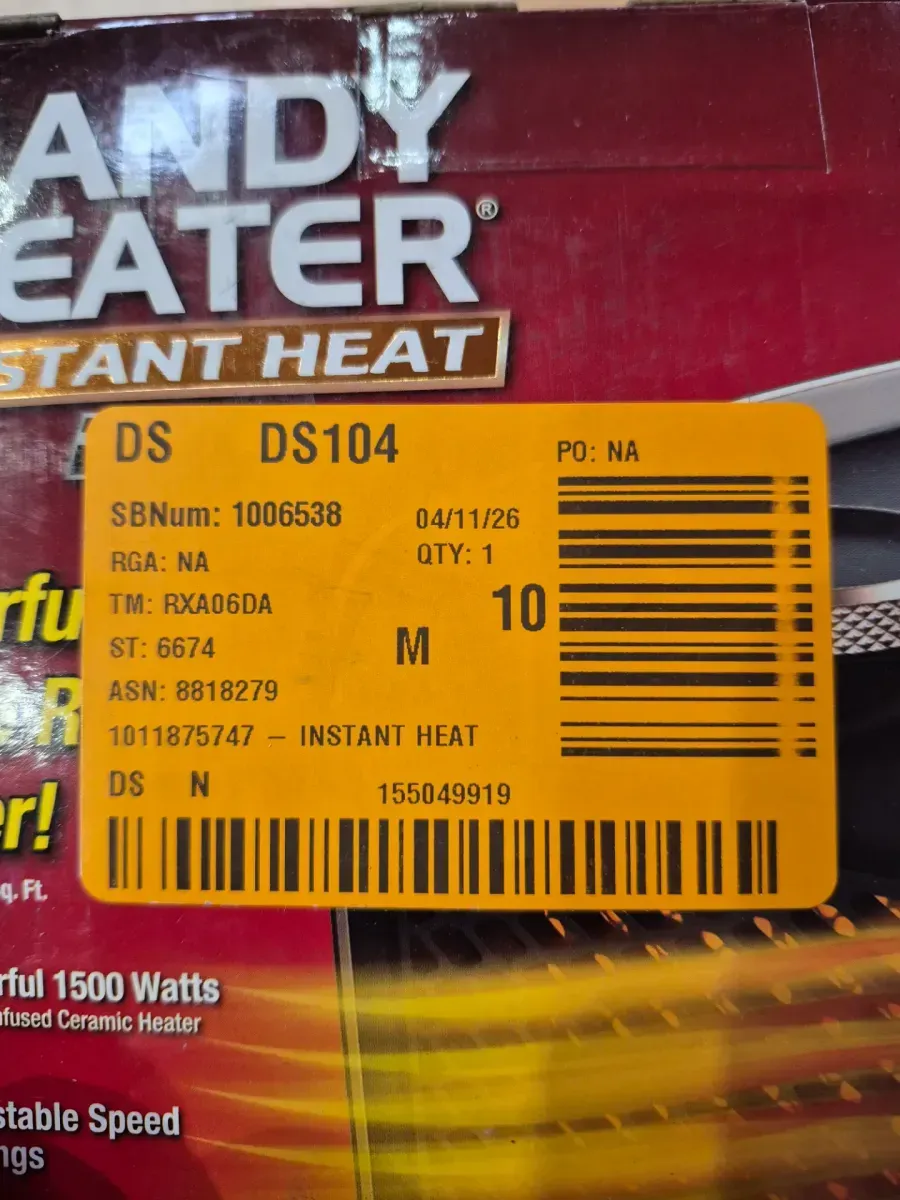 ANDY
EATER®
STANT HEAT
DS DS104 PO: NA
SBNum: 1006538 04/11/26
RGA: NA QTY: 1
TM: RXA06DA 10
ST: 6674 M
ASN: 8818279
1011875747 – INSTANT HEAT
DS N 155049919
rfu
R
er!
q. Ft.
rful 1500 Watts
nfused Ceramic Heater
stable Speed
ngs